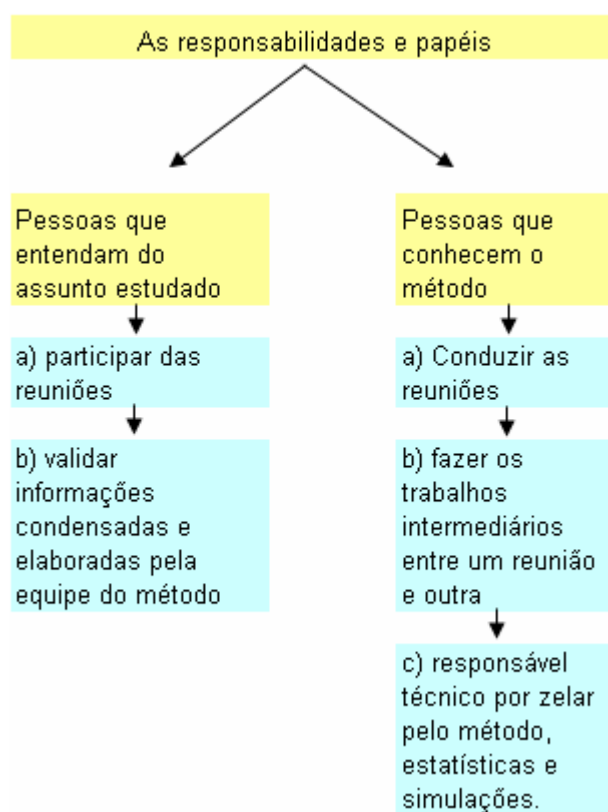 As responsabilidades e papéis
Pessoas que
entendam do
assunto estudado
a) participar das
reuniões
b) validar
informações
condensadas e
elaboradas pela
equipe do método
Pessoas que
conhecem o
método
a) Conduzir as
reuniões
b) fazer os
trabalhos
intermediários
entre um reunião
e outra
c) responsável
técnico por zelar
pelo método,
estatísticas e
simulações.